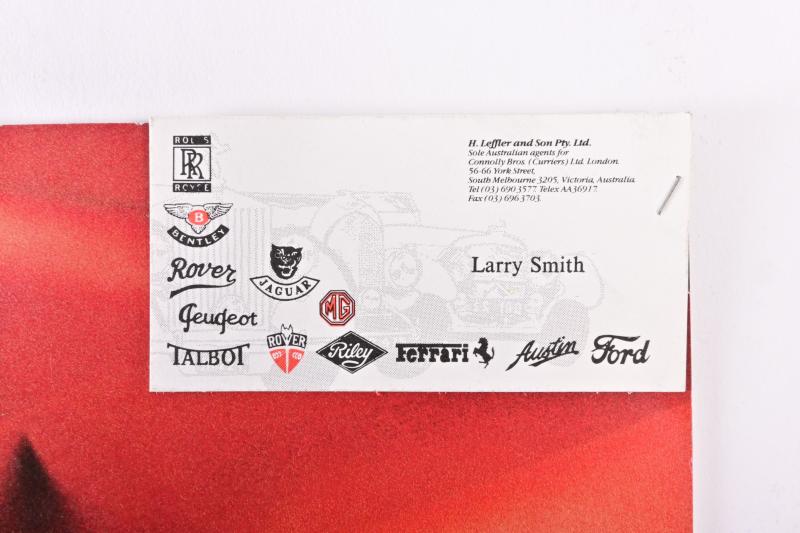 ROLLS
RR
ROYCE
B
BENTLEY
Rover
JAGUAR
Peugeot
MG
TALBOT
ROVER
Riley
Ferrari
Austin
Ford
H. Leffler and Son Pty. Ltd.
Sole Australian agents for
Connolly Bros. (Curriers) Ltd. London.
56-66 York Street,
South Melbourne 3205, Victoria, Australia.
Tel (03) 690 3577. Telex AA36917.
Fax (03) 696 3703.
Larry Smith